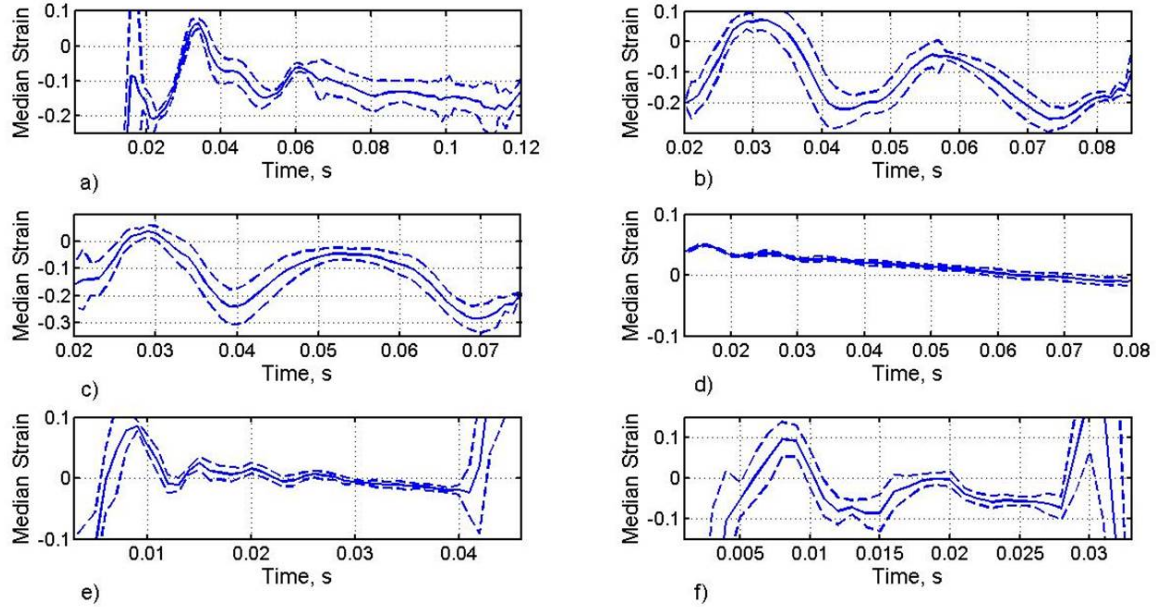 Median Strain
0.1
0
-0.1
-0.2
0.02 0.04 0.06 0.08 0.1 0.12
Time, s
a)
Median Strain
0.1
0
-0.1
-0.2
0.02 0.03 0.04 0.05 0.06 0.07 0.08
Time, s
b)
Median Strain
0
-0.1
-0.2
-0.3
0.02 0.03 0.04 0.05 0.06 0.07
Time, s
c)
Median Strain
0.1
0
-0.1
0.02 0.03 0.04 0.05 0.06 0.07 0.08
Time, s
d)
Median Strain
0.1
0
-0.1
0.01 0.02 0.03 0.04
Time, s
e)
Median Strain
0.1
0
-0.1
0.005 0.01 0.015 0.02 0.025 0.03
Time, s
f)